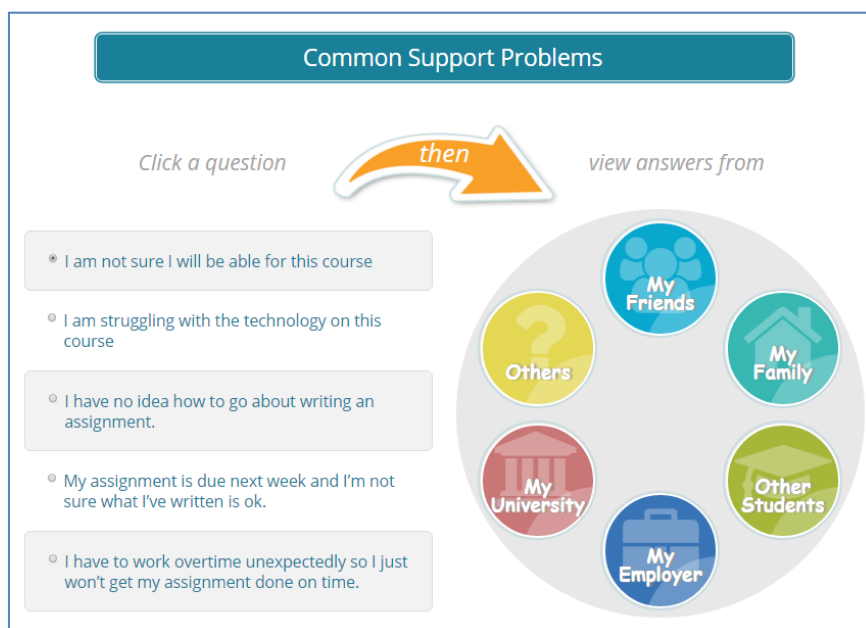 Common Support Problems
Click a question
then
view answers from
I am not sure I will be able for this course
I am struggling with the technology on this
course
I have no idea how to go about writing an
assignment.
My assignment is due next week and I’m not
sure what I’ve written is ok.
I have to work overtime unexpectedly so I just
won’t get my assignment done on time.
My
Friends
My
Family
Other
Students
My
Employer
My
University
Others